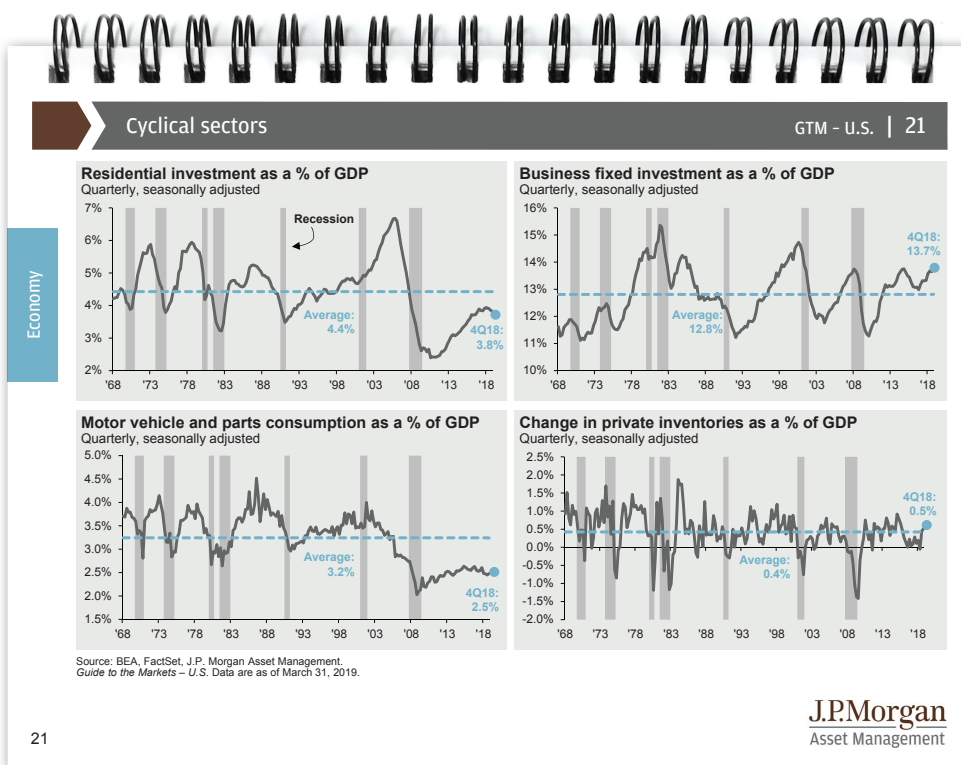 Cyclical sectors
GTM – U.S. | 21
Economy
Residential investment as a % of GDP
Quarterly, seasonally adjusted
7%
6%
5%
4%
3%
2%
Recession
Average:
4.4%
4Q18:
3.8%
'68 '73 '78 '83 '88 '93 '98 '03 '08 '13 '18
Business fixed investment as a % of GDP
Quarterly, seasonally adjusted
16%
15%
14%
13%
12%
11%
10%
4Q18:
13.7%
Average:
12.8%
'68 '73 '78 '83 '88 '93 '98 '03 '08 '13 '18
Motor vehicle and parts consumption as a % of GDP
Quarterly, seasonally adjusted
5.0%
4.5%
4.0%
3.5%
3.0%
2.5%
2.0%
1.5%
Average:
3.2%
4Q18:
2.5%
'68 '73 '78 '83 '88 '93 '98 '03 '08 '13 '18
Change in private inventories as a % of GDP
Quarterly, seasonally adjusted
2.5%
2.0%
1.5%
1.0%
0.5%
0.0%
-0.5%
-1.0%
-1.5%
-2.0%
4Q18:
0.5%
Average:
0.4%
'68 '73 '78 '83 '88 '93 '98 '03 '08 '13 '18
Source: BEA, FactSet, J.P. Morgan Asset Management.
Guide to the Markets – U.S. Data are as of March 31, 2019.
21
J.P.Morgan
Asset Management